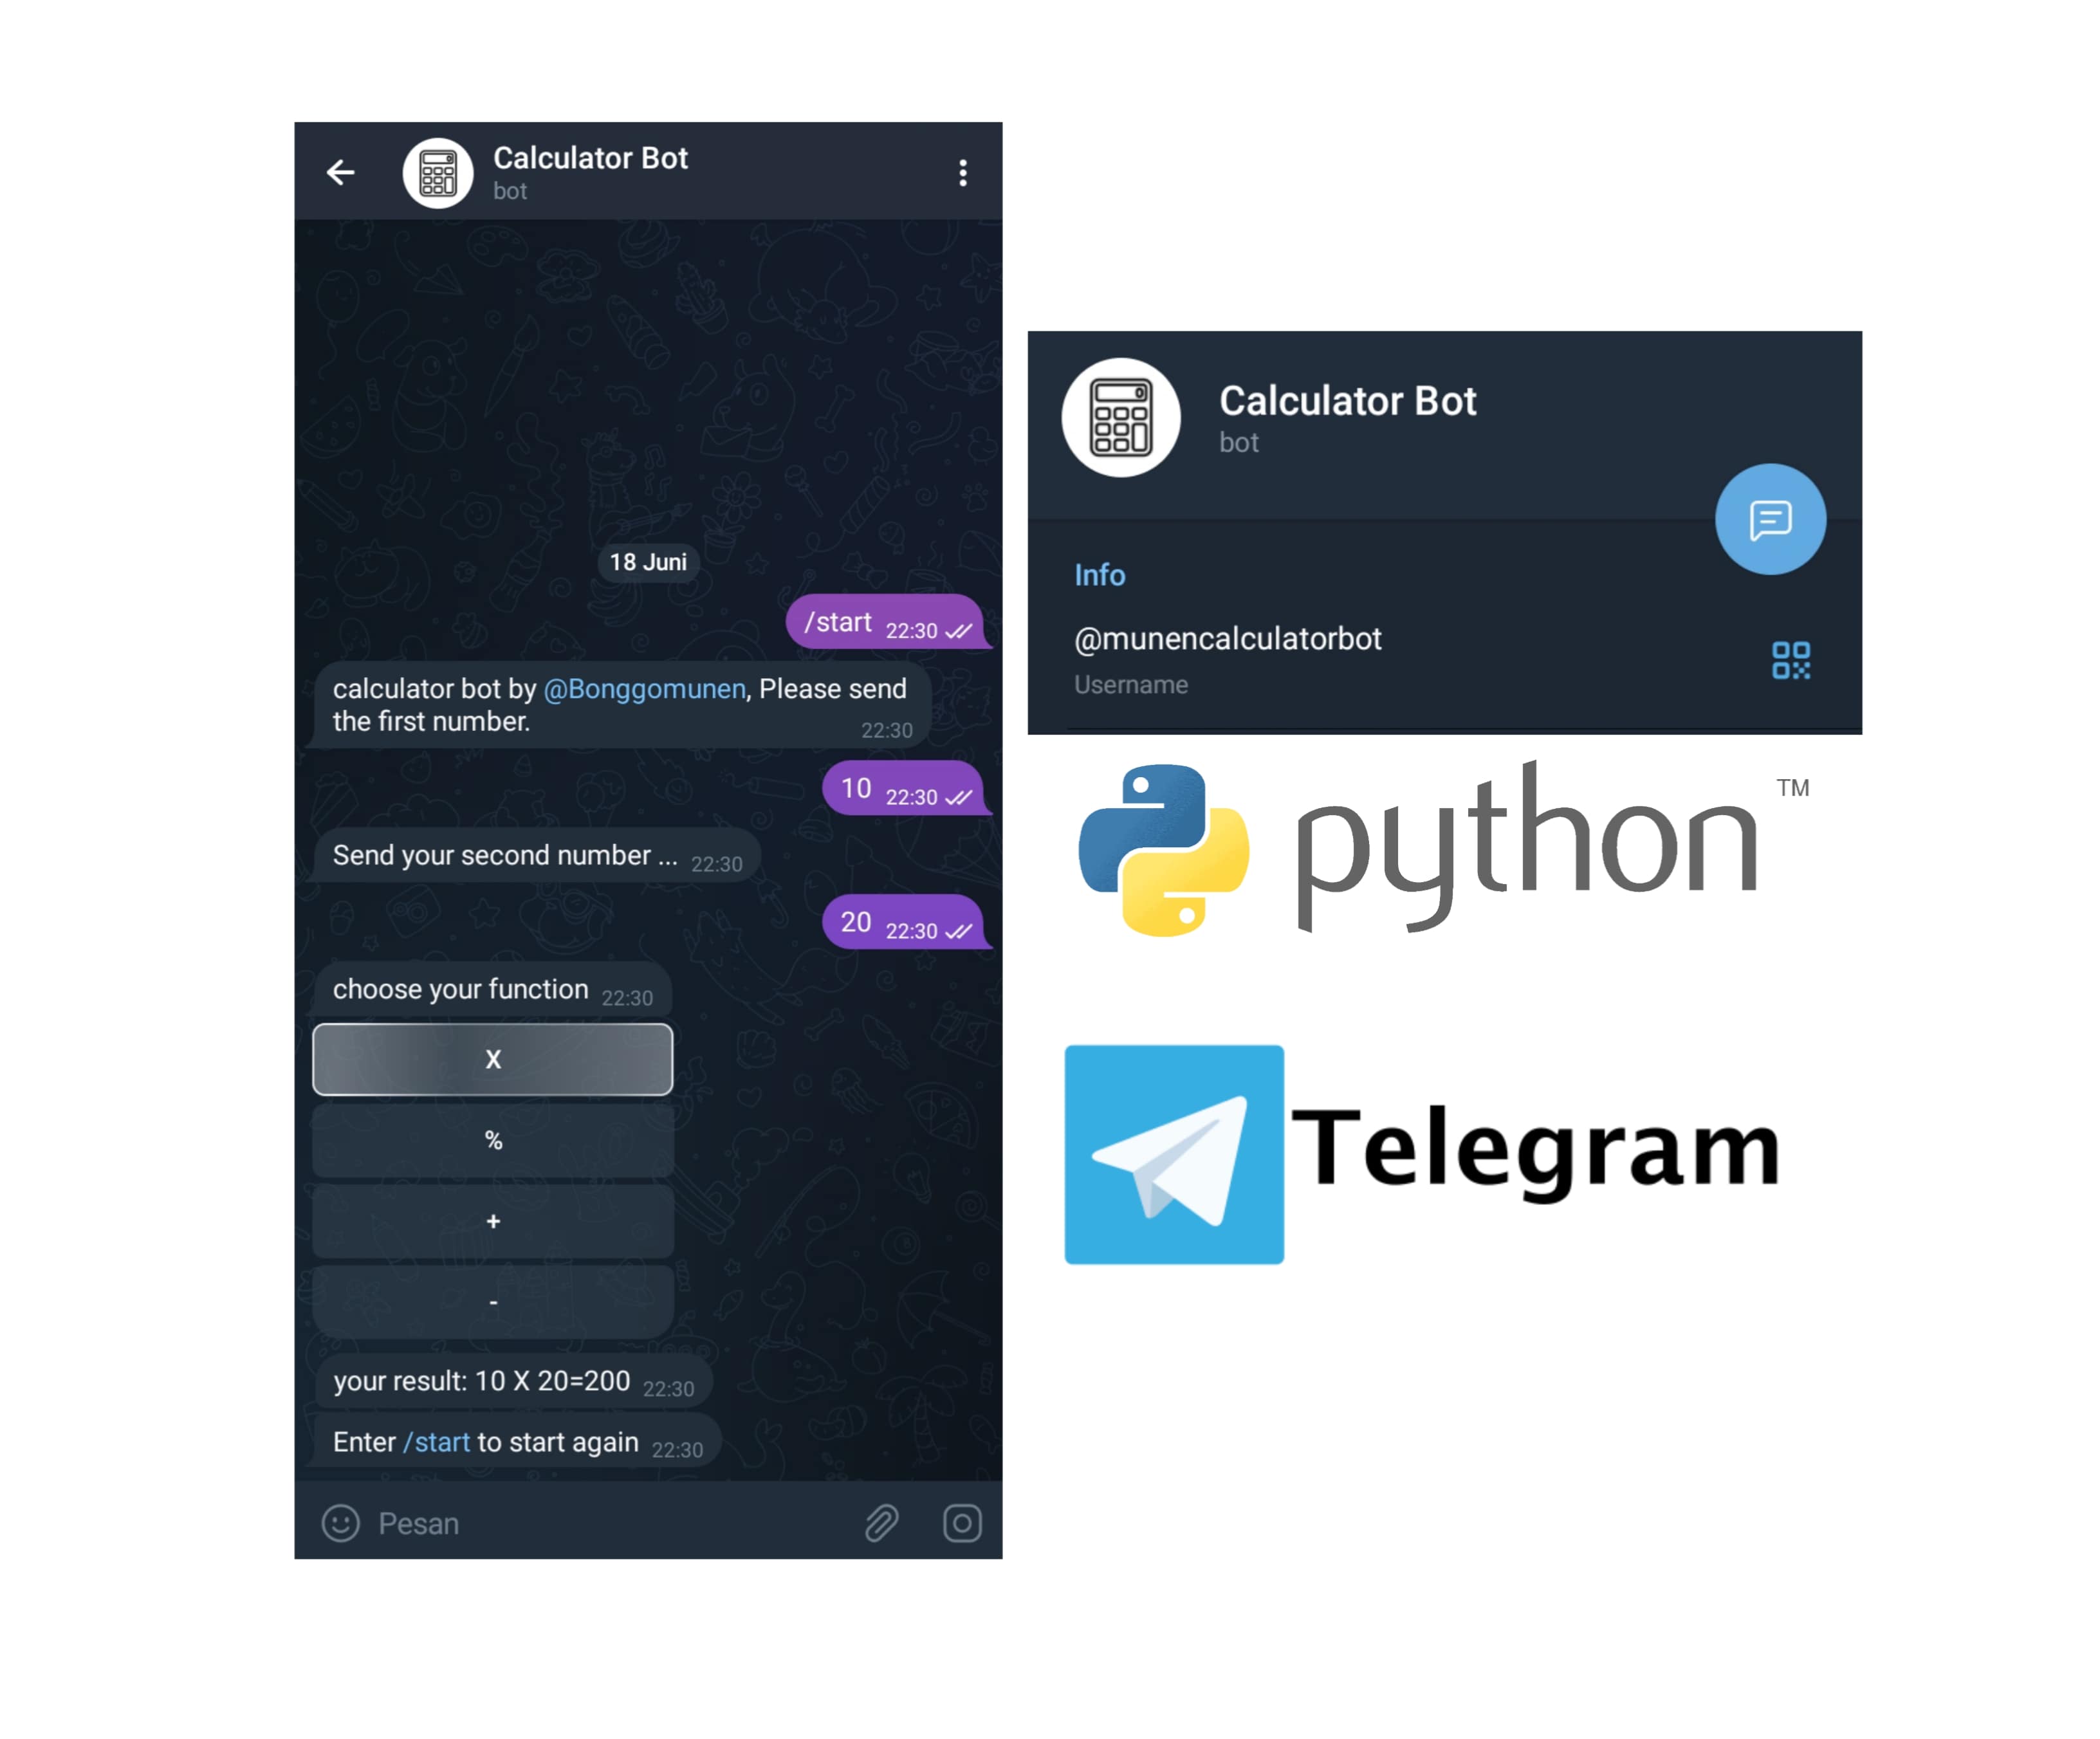 Calculator Bot
bot
18 Juni
/start 22:30
calculator bot by @Bonggomunen, Please send
the first number. 22:30
10 22:30
Send your second number ... 22:30
20 22:30
choose your function 22:30
X
%
+
-
your result: 10 X 20=200 22:30
Enter /start to start again 22:30
Pesan
Calculator Bot
bot
Info
@munencalculatorbot
Username
python TM
Telegram